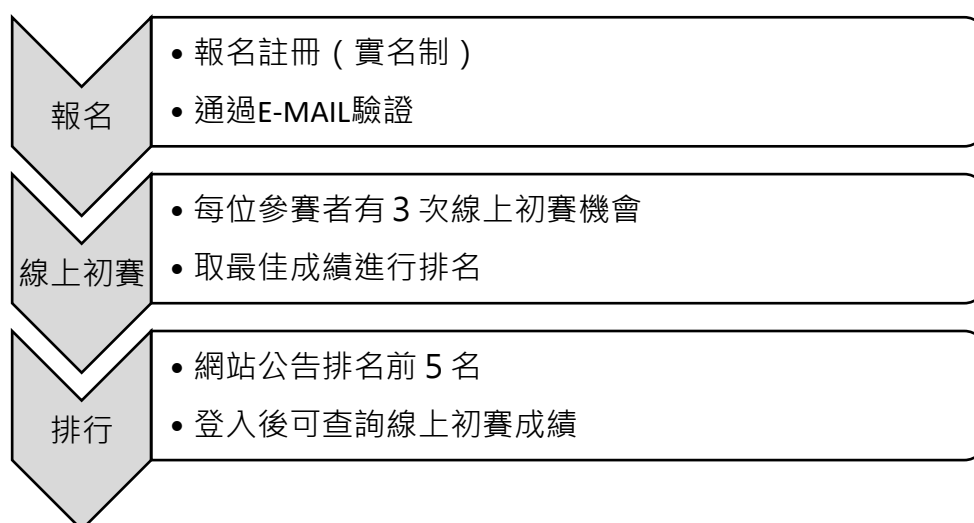 報名
• 報名註冊（實名制）
• 通過E-MAIL驗證
線上初賽
• 每位參賽者有 3 次線上初賽機會
• 取最佳成績進行排名
排行
• 網站公告排名前 5 名
• 登入後可查詢線上初賽成績